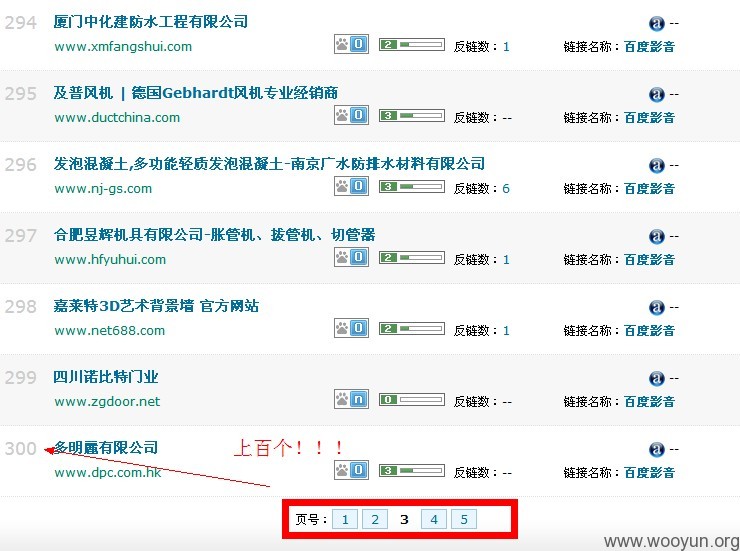 294 厦门中化建防水工程有限公司 a --
www.xmfangshui.com 0 2 反链数：1 链接名称：百度影音
295 及普风机 | 德国Gebhardt风机专业经销商 a --
www.ductchina.com 0 3 反链数：-- 链接名称：百度影音
296 发泡混凝土,多功能轻质发泡混凝土-南京广水防排水材料有限公司 a --
www.nj-gs.com 0 3 反链数：6 链接名称：百度影音
297 合肥昱辉机具有限公司-胀管机、拔管机、切管器 a --
www.hfyuhui.com 0 2 反链数：1 链接名称：百度影音
298 嘉莱特3D艺术背景墙 官方网站 a --
www.net688.com 0 2 反链数：1 链接名称：百度影音
299 四川诺比特门业 a --
www.zgdoor.net n 0 反链数：-- 链接名称：百度影音
300 多明麗有限公司 上百个！！！ a --
www.dpc.com.hk 0 3 反链数：-- 链接名称：百度影音
页号：1 2 3 4 5
www.wooyun.org